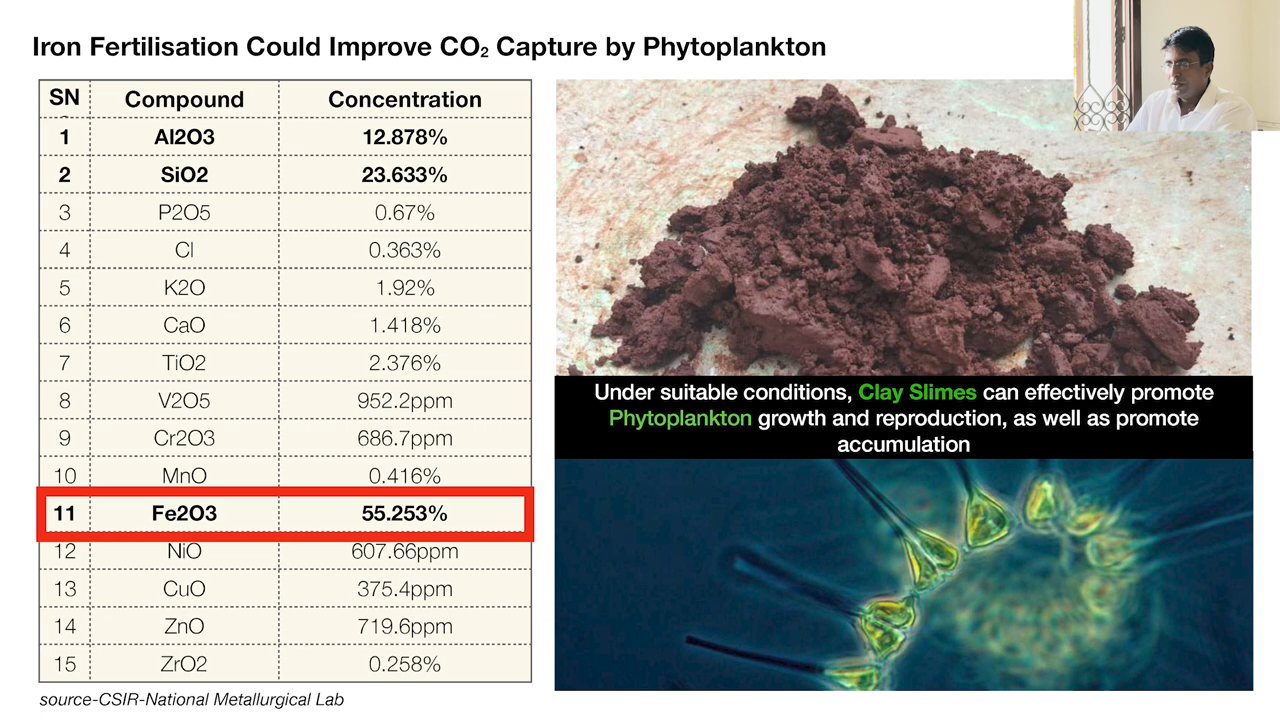 Iron Fertilisation Could Improve CO₂ Capture by Phytoplankton
SN Compound Concentration
1 Al2O3 12.878%
2 SiO2 23.633%
3 P2O5 0.67%
4 Cl 0.363%
5 K2O 1.92%
6 CaO 1.418%
7 TiO2 2.376%
8 V2O5 952.2ppm
9 Cr2O3 686.7ppm
10 MnO 0.416%
11 Fe2O3 55.253%
12 NiO 607.66ppm
13 CuO 375.4ppm
14 ZnO 719.6ppm
15 ZrO2 0.258%
source-CSIR-National Metallurgical Lab
Under suitable conditions, Clay Slimes can effectively promote
Phytoplankton growth and reproduction, as well as promote
accumulation